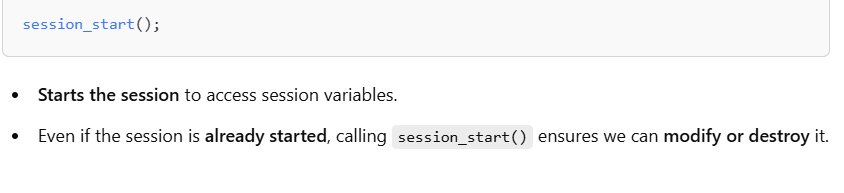 session_start();
• Starts the session to access session variables.
• Even if the session is already started, calling session_start() ensures we can modify or destroy it.